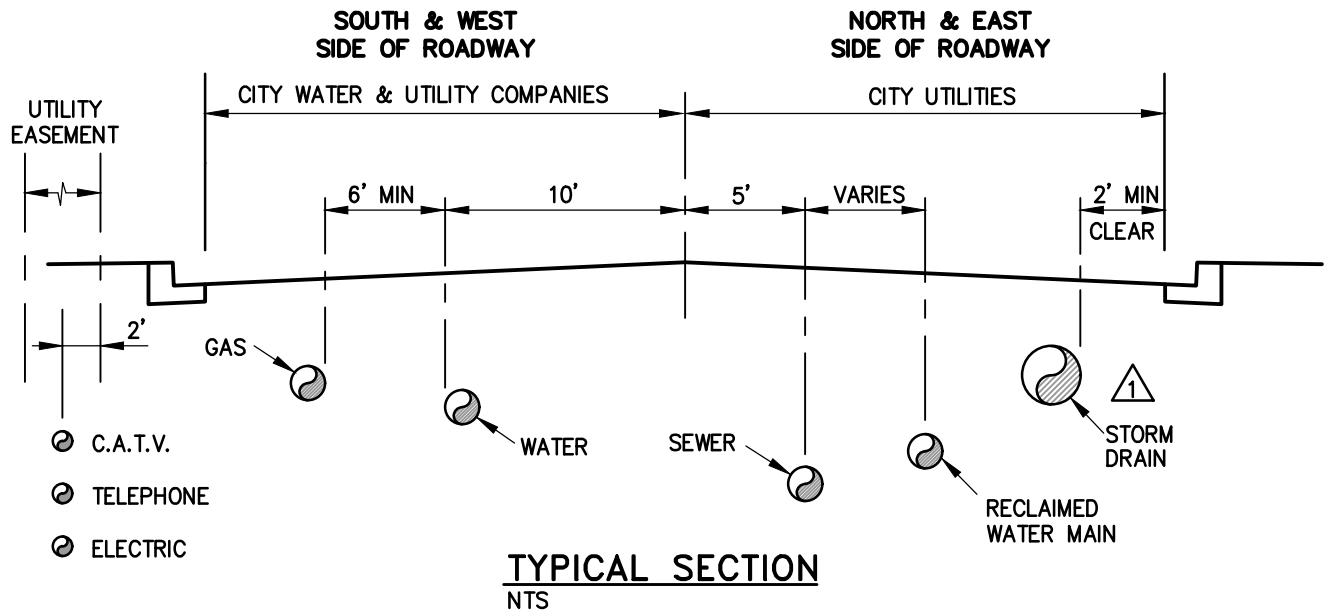 SOUTH & WEST
SIDE OF ROADWAY
NORTH & EAST
SIDE OF ROADWAY
CITY WATER & UTILITY COMPANIES
CITY UTILITIES
UTILITY
EASEMENT
6' MIN
10'
5'
VARIES
2' MIN
CLEAR
2'
GAS
WATER
SEWER
1
STORM
DRAIN
RECLAIMED
WATER MAIN
C.A.T.V.
TELEPHONE
ELECTRIC
TYPICAL SECTION
NTS